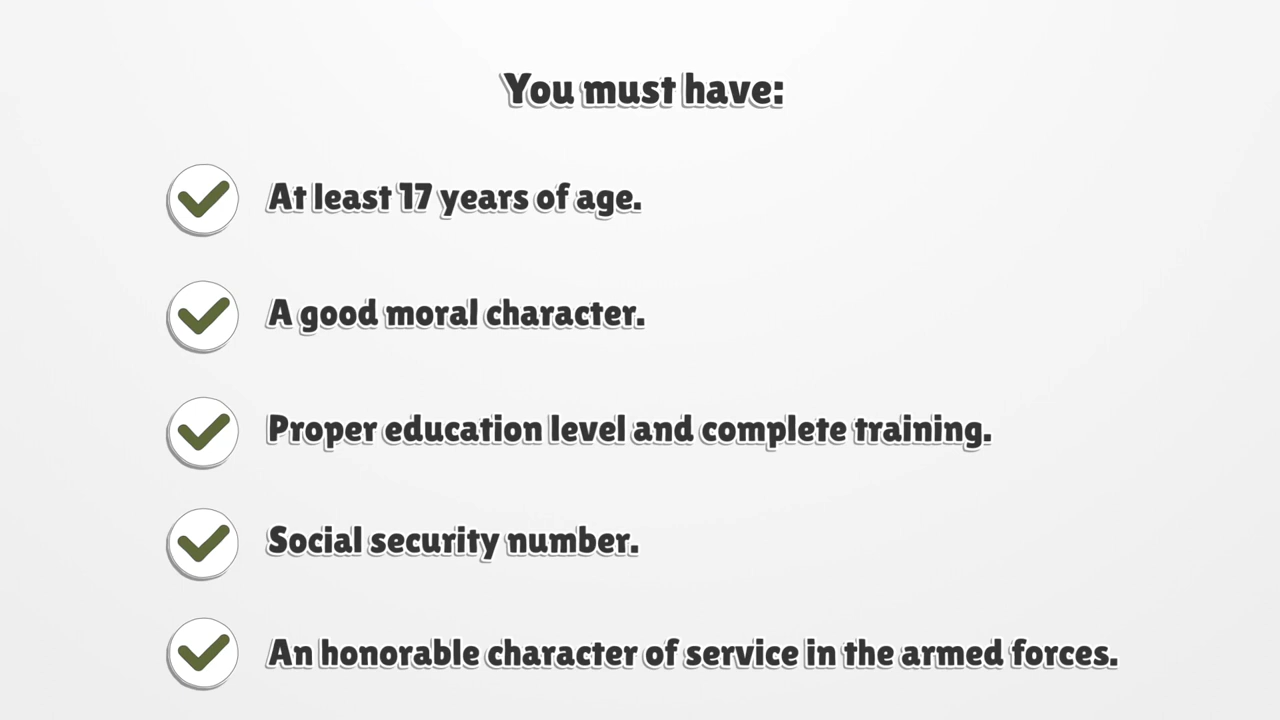 You must have:
At least 17 years of age.
A good moral character.
Proper education level and complete training.
Social security number.
An honorable character of service in the armed forces.